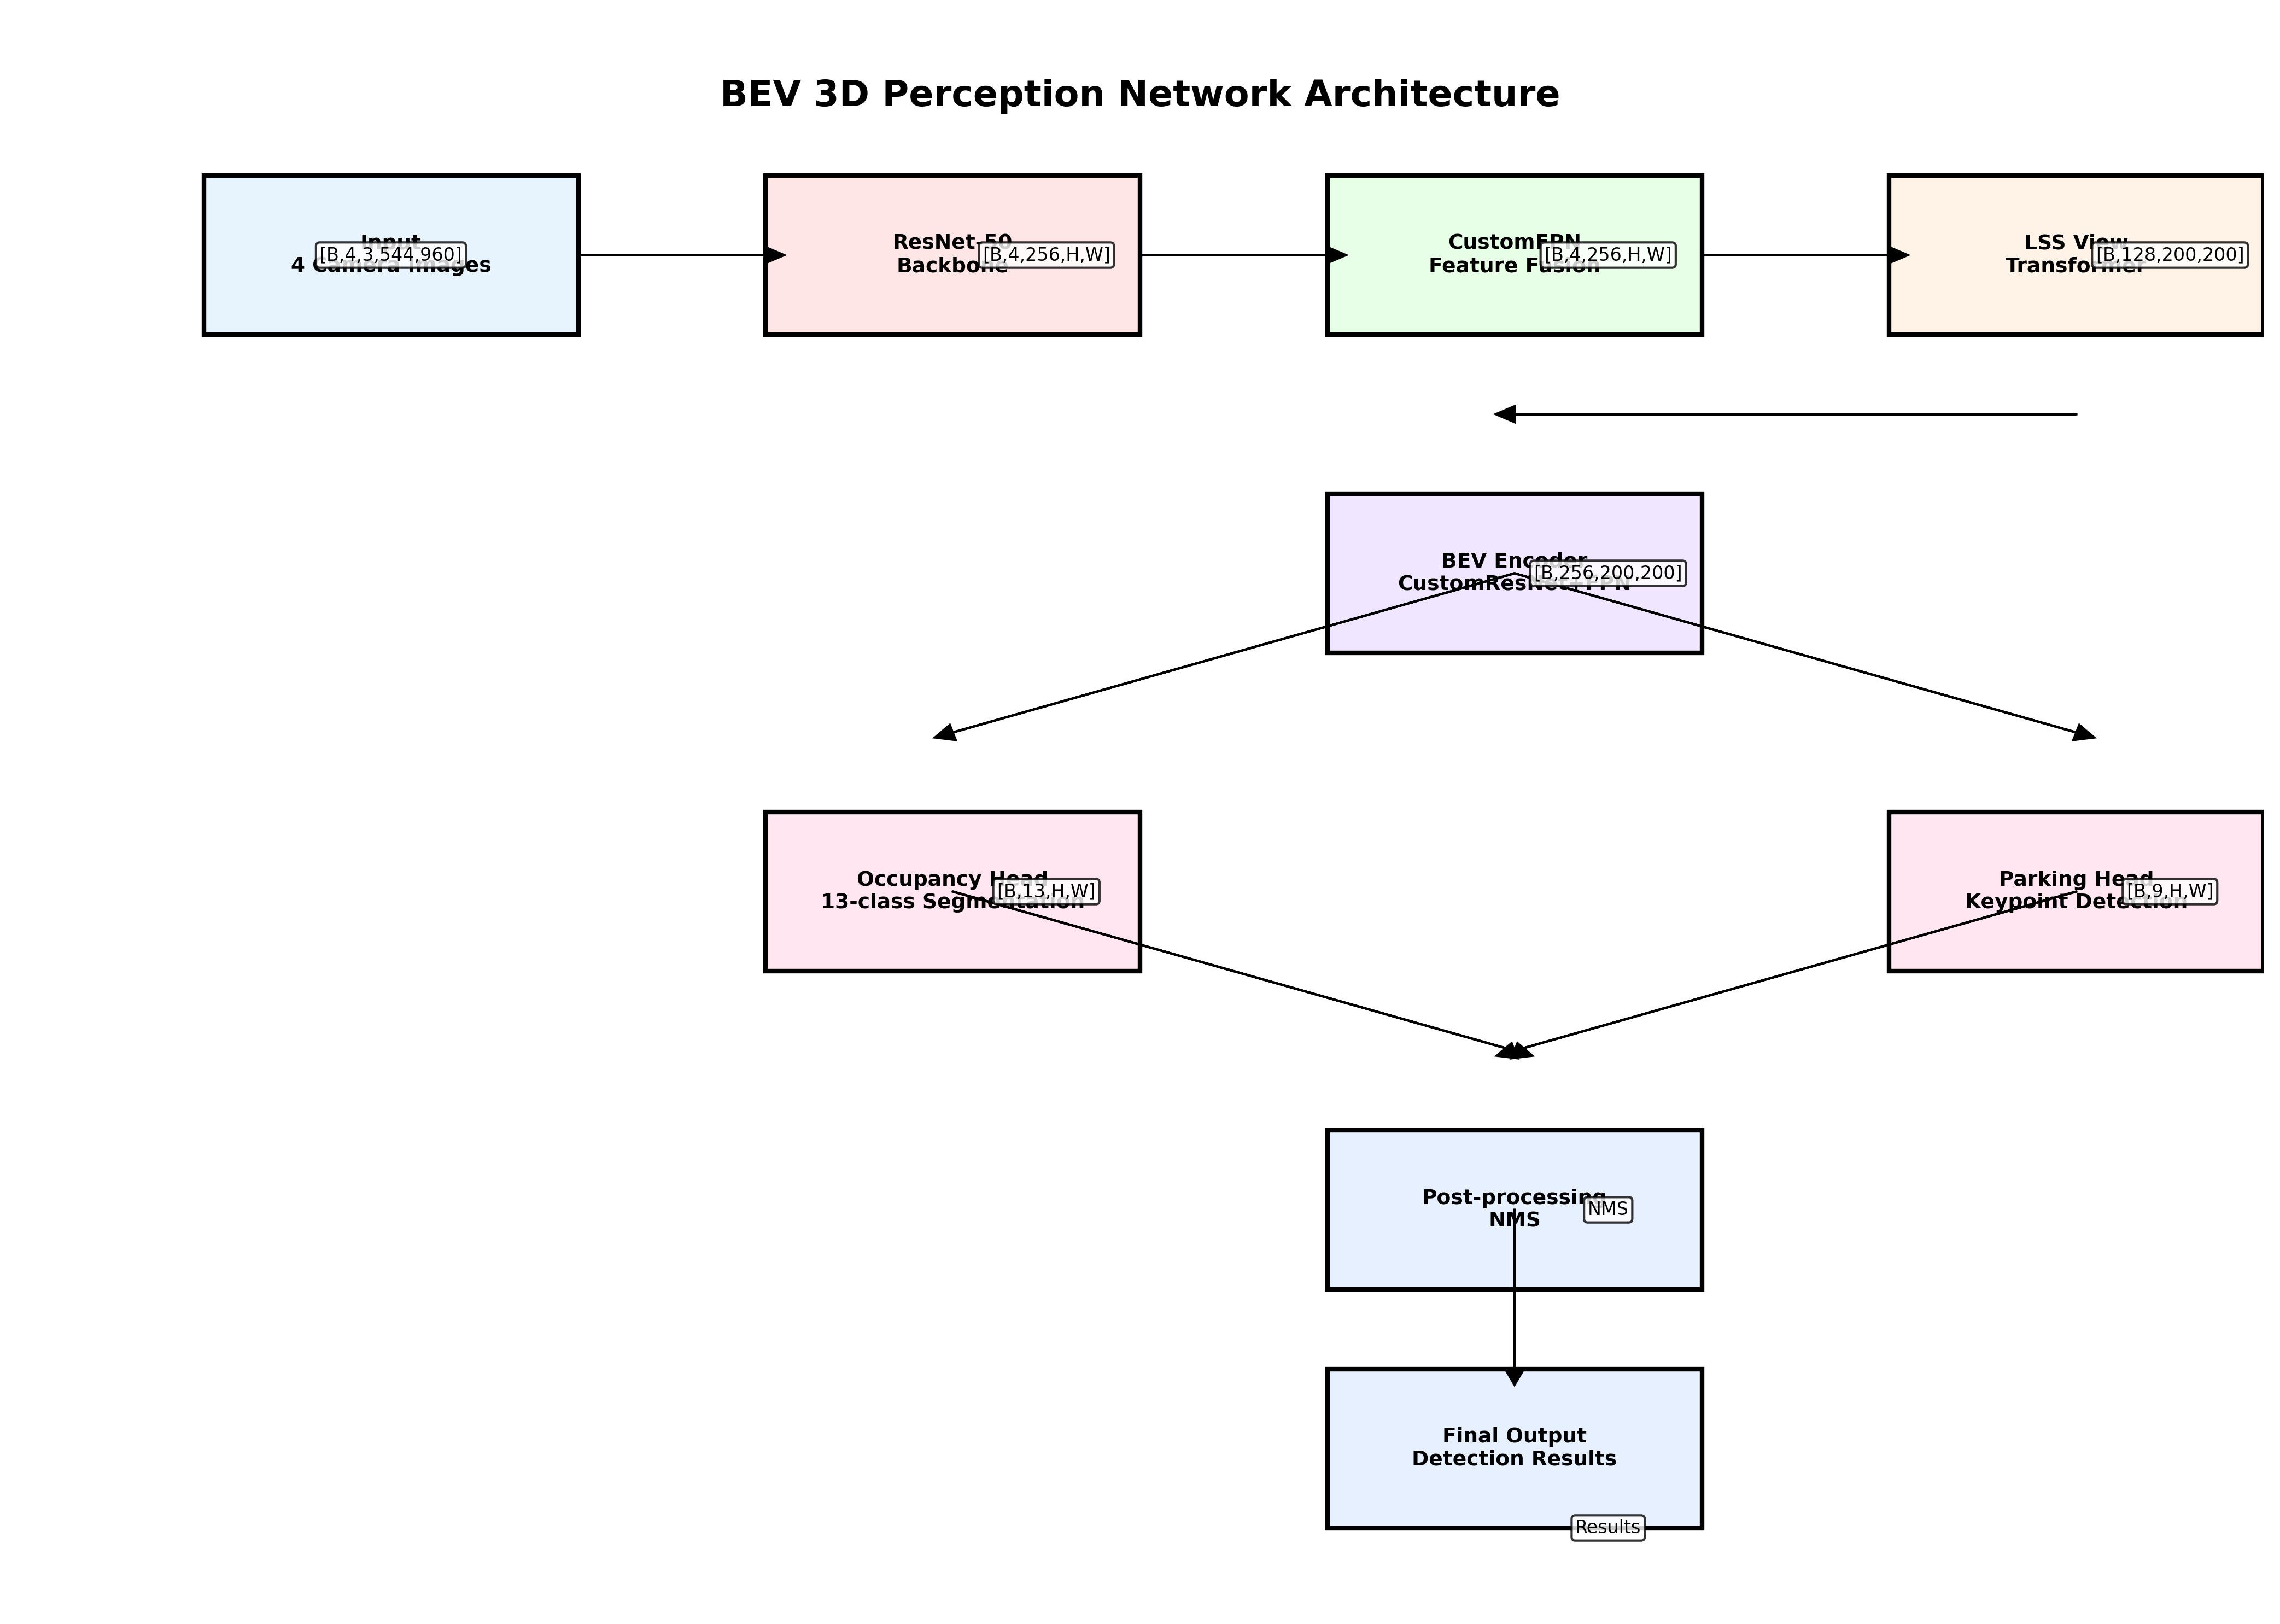 BEV 3D Perception Network Architecture
Input
4 Camera Images
[B,4,3,544,960]
ResNet-50
Backbone
[B,4,256,H,W]
CustomFPN
Feature Fusion
[B,4,256,H,W]
LSS View
Transformer
[B,128,200,200]
BEV Encoder
CustomResNet+FPN
[B,256,200,200]
Occupancy Head
13-class Segmentation
[B,13,H,W]
Parking Head
Keypoint Detection
[B,9,H,W]
Post-processing
NMS
NMS
Final Output
Detection Results
Results